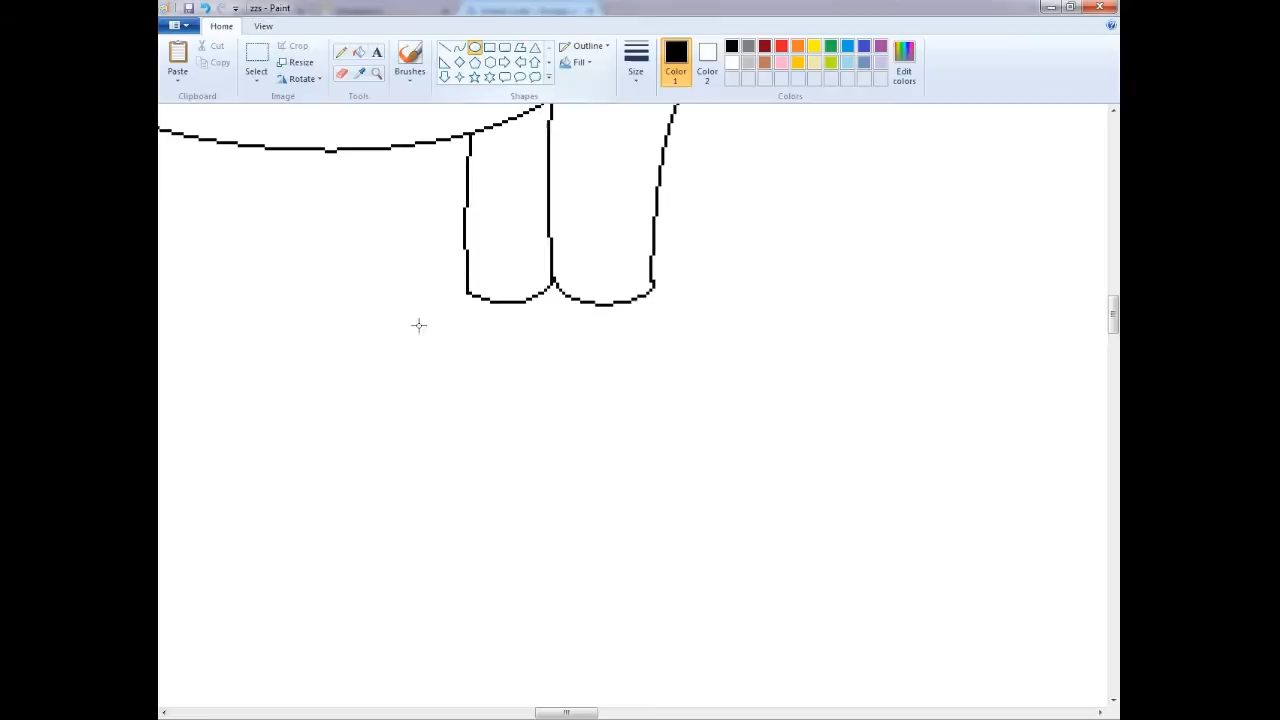 zzs - Paint
Home
View
Paste
Cut
Copy
Clipboard
Select
Crop
Resize
Rotate
Image
A
Tools
Brushes
Shapes
Outline
Fill
Size
Color 1
Color 2
Edit colors
Colors